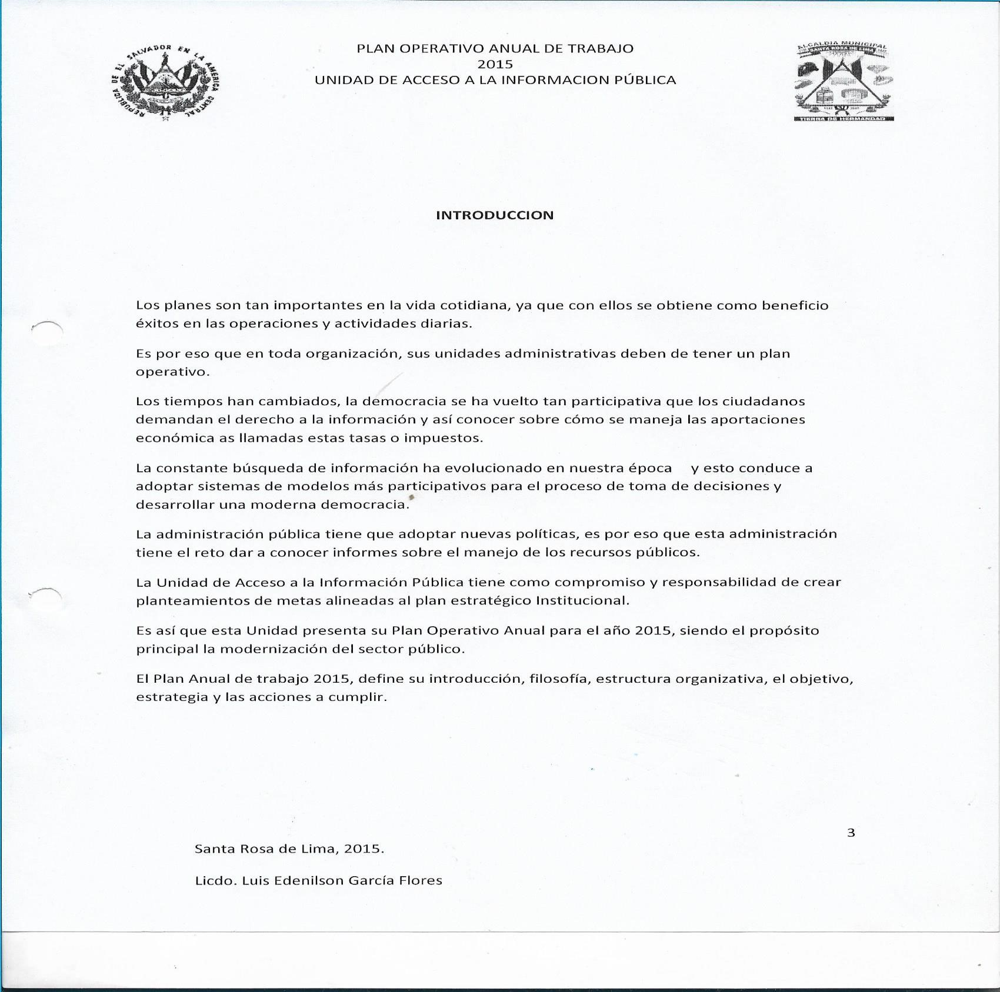 PLAN OPERATIVO ANUAL DE TRABAJO
2015
UNIDAD DE ACCESO A LA INFORMACION PÚBLICA
REPÚBLICA DE EL SALVADOR EN LA AMÉRICA CENTRAL
ALCALDIA MUNICIPAL
SANTA ROSA DE LIMA
TIERRA DE HERMANDAD
INTRODUCCION
Los planes son tan importantes en la vida cotidiana, ya que con ellos se obtiene como beneficio
éxitos en las operaciones y actividades diarias.
Es por eso que en toda organización, sus unidades administrativas deben de tener un plan
operativo.
Los tiempos han cambiados, la democracia se ha vuelto tan participativa que los ciudadanos
demandan el derecho a la información y así conocer sobre cómo se maneja las aportaciones
económica as llamadas estas tasas o impuestos.
La constante búsqueda de información ha evolucionado en nuestra época y esto conduce a
adoptar sistemas de modelos más participativos para el proceso de toma de decisiones y
desarrollar una moderna democracia.
La administración pública tiene que adoptar nuevas políticas, es por eso que esta administración
tiene el reto dar a conocer informes sobre el manejo de los recursos públicos.
La Unidad de Acceso a la Información Pública tiene como compromiso y responsabilidad de crear
planteamientos de metas alineadas al plan estratégico Institucional.
Es así que esta Unidad presenta su Plan Operativo Anual para el año 2015, siendo el propósito
principal la modernización del sector público.
El Plan Anual de trabajo 2015, define su introducción, filosofía, estructura organizativa, el objetivo,
estrategia y las acciones a cumplir.
3
Santa Rosa de Lima, 2015.
Licdo. Luis Edenilson García Flores